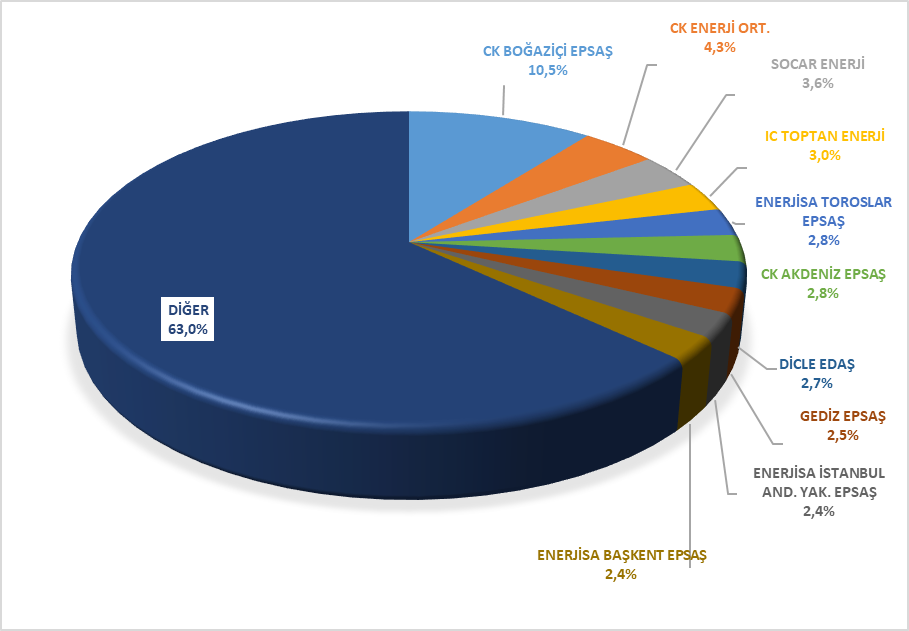 CK BOĞAZİÇİ EPSAŞ
10,5%
CK ENERJİ ORT.
4,3%
SOCAR ENERJİ
3,6%
IC TOPTAN ENERJİ
3,0%
ENERJİSA TOROSLAR
EPSAŞ
2,8%
CK AKDENİZ EPSAŞ
2,8%
DİCLE EDAŞ
2,7%
GEDİZ EPSAŞ
2,5%
ENERJİSA İSTANBUL
AND. YAK. EPSAŞ
2,4%
ENERJİSA BAŞKENT EPSAŞ
2,4%
DİĞER
63,0%